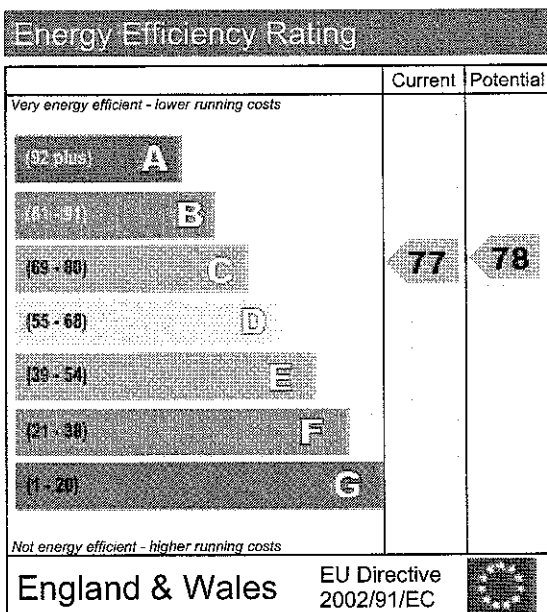 Energy Efficiency Rating
Current Potential
Very energy efficient - lower running costs
(92 plus) A
(81 - 91) B
(69 - 80) C
77 78
(55 - 68) D
(39 - 54) E
(21 - 38) F
(1 - 20) G
Not energy efficient - higher running costs
England & Wales
EU Directive
2002/91/EC